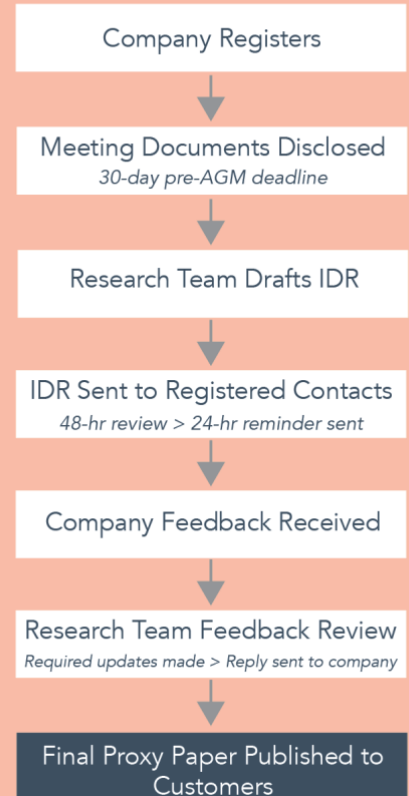 Company Registers
Meeting Documents Disclosed
30-day pre-AGM deadline
Research Team Drafts IDR
IDR Sent to Registered Contacts
48-hr review > 24-hr reminder sent
Company Feedback Received
Research Team Feedback Review
Required updates made > Reply sent to company
Final Proxy Paper Published to
Customers